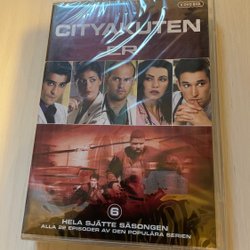 CITYAKUTEN
ER
6
HELA SJÄTTE SÄSONGEN
ALLA 22 EPISODER AV DEN POPULÄRA SERIEN